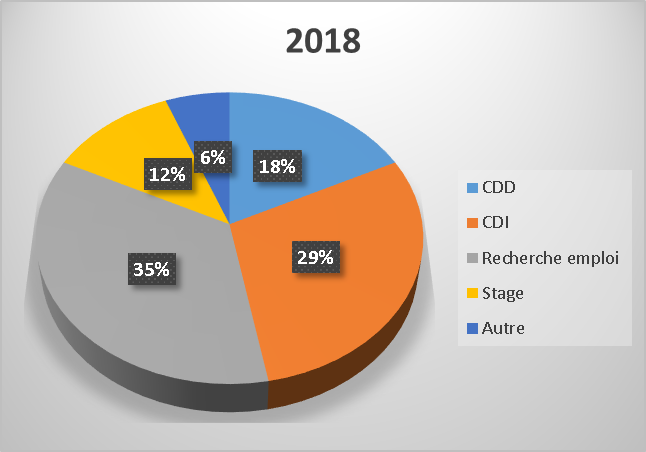 2018
6%
18%
12%
29%
35%
CDD
CDI
Recherche emploi
Stage
Autre